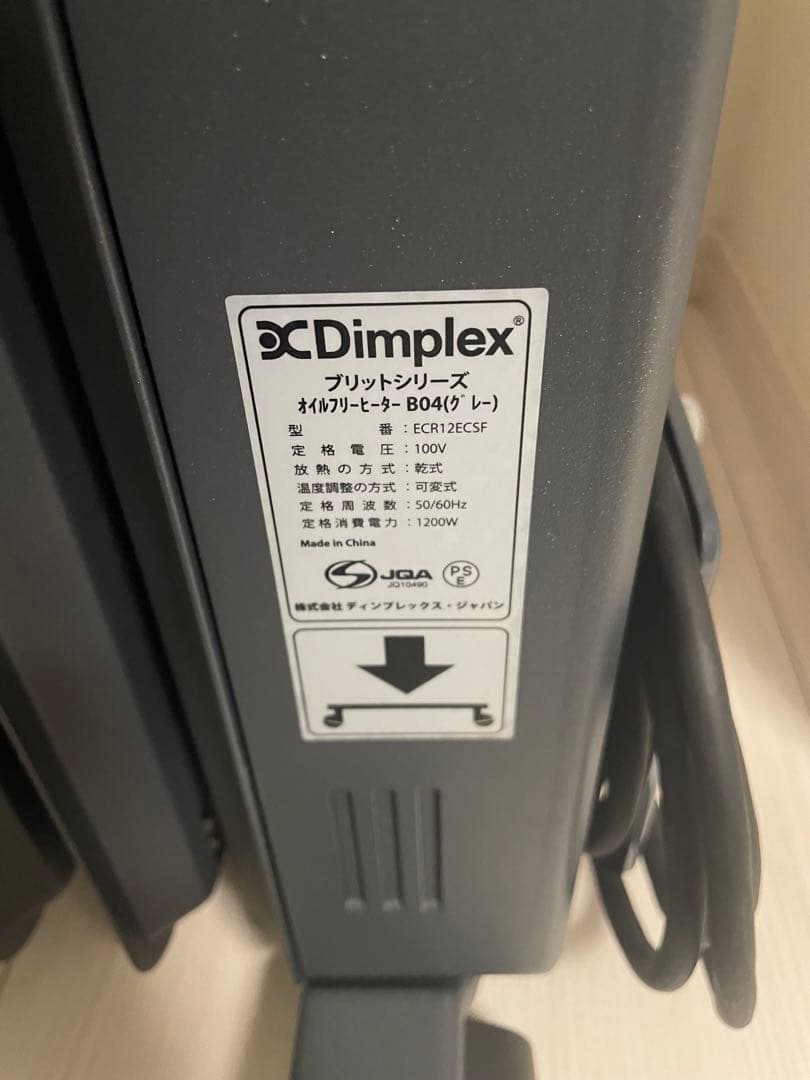 Dimplex®
ブリットシリーズ
オイルフリーヒーター B04(グレー)
型番：ECR12ECSF
定格電圧：100V
放熱の方式：乾式
温度調整の方式：可変式
定格周波数：50/60Hz
定格消費電力：1200W
Made in China
JQA
JQ10490
PS
E
株式会社 ディンプレックス・ジャパン